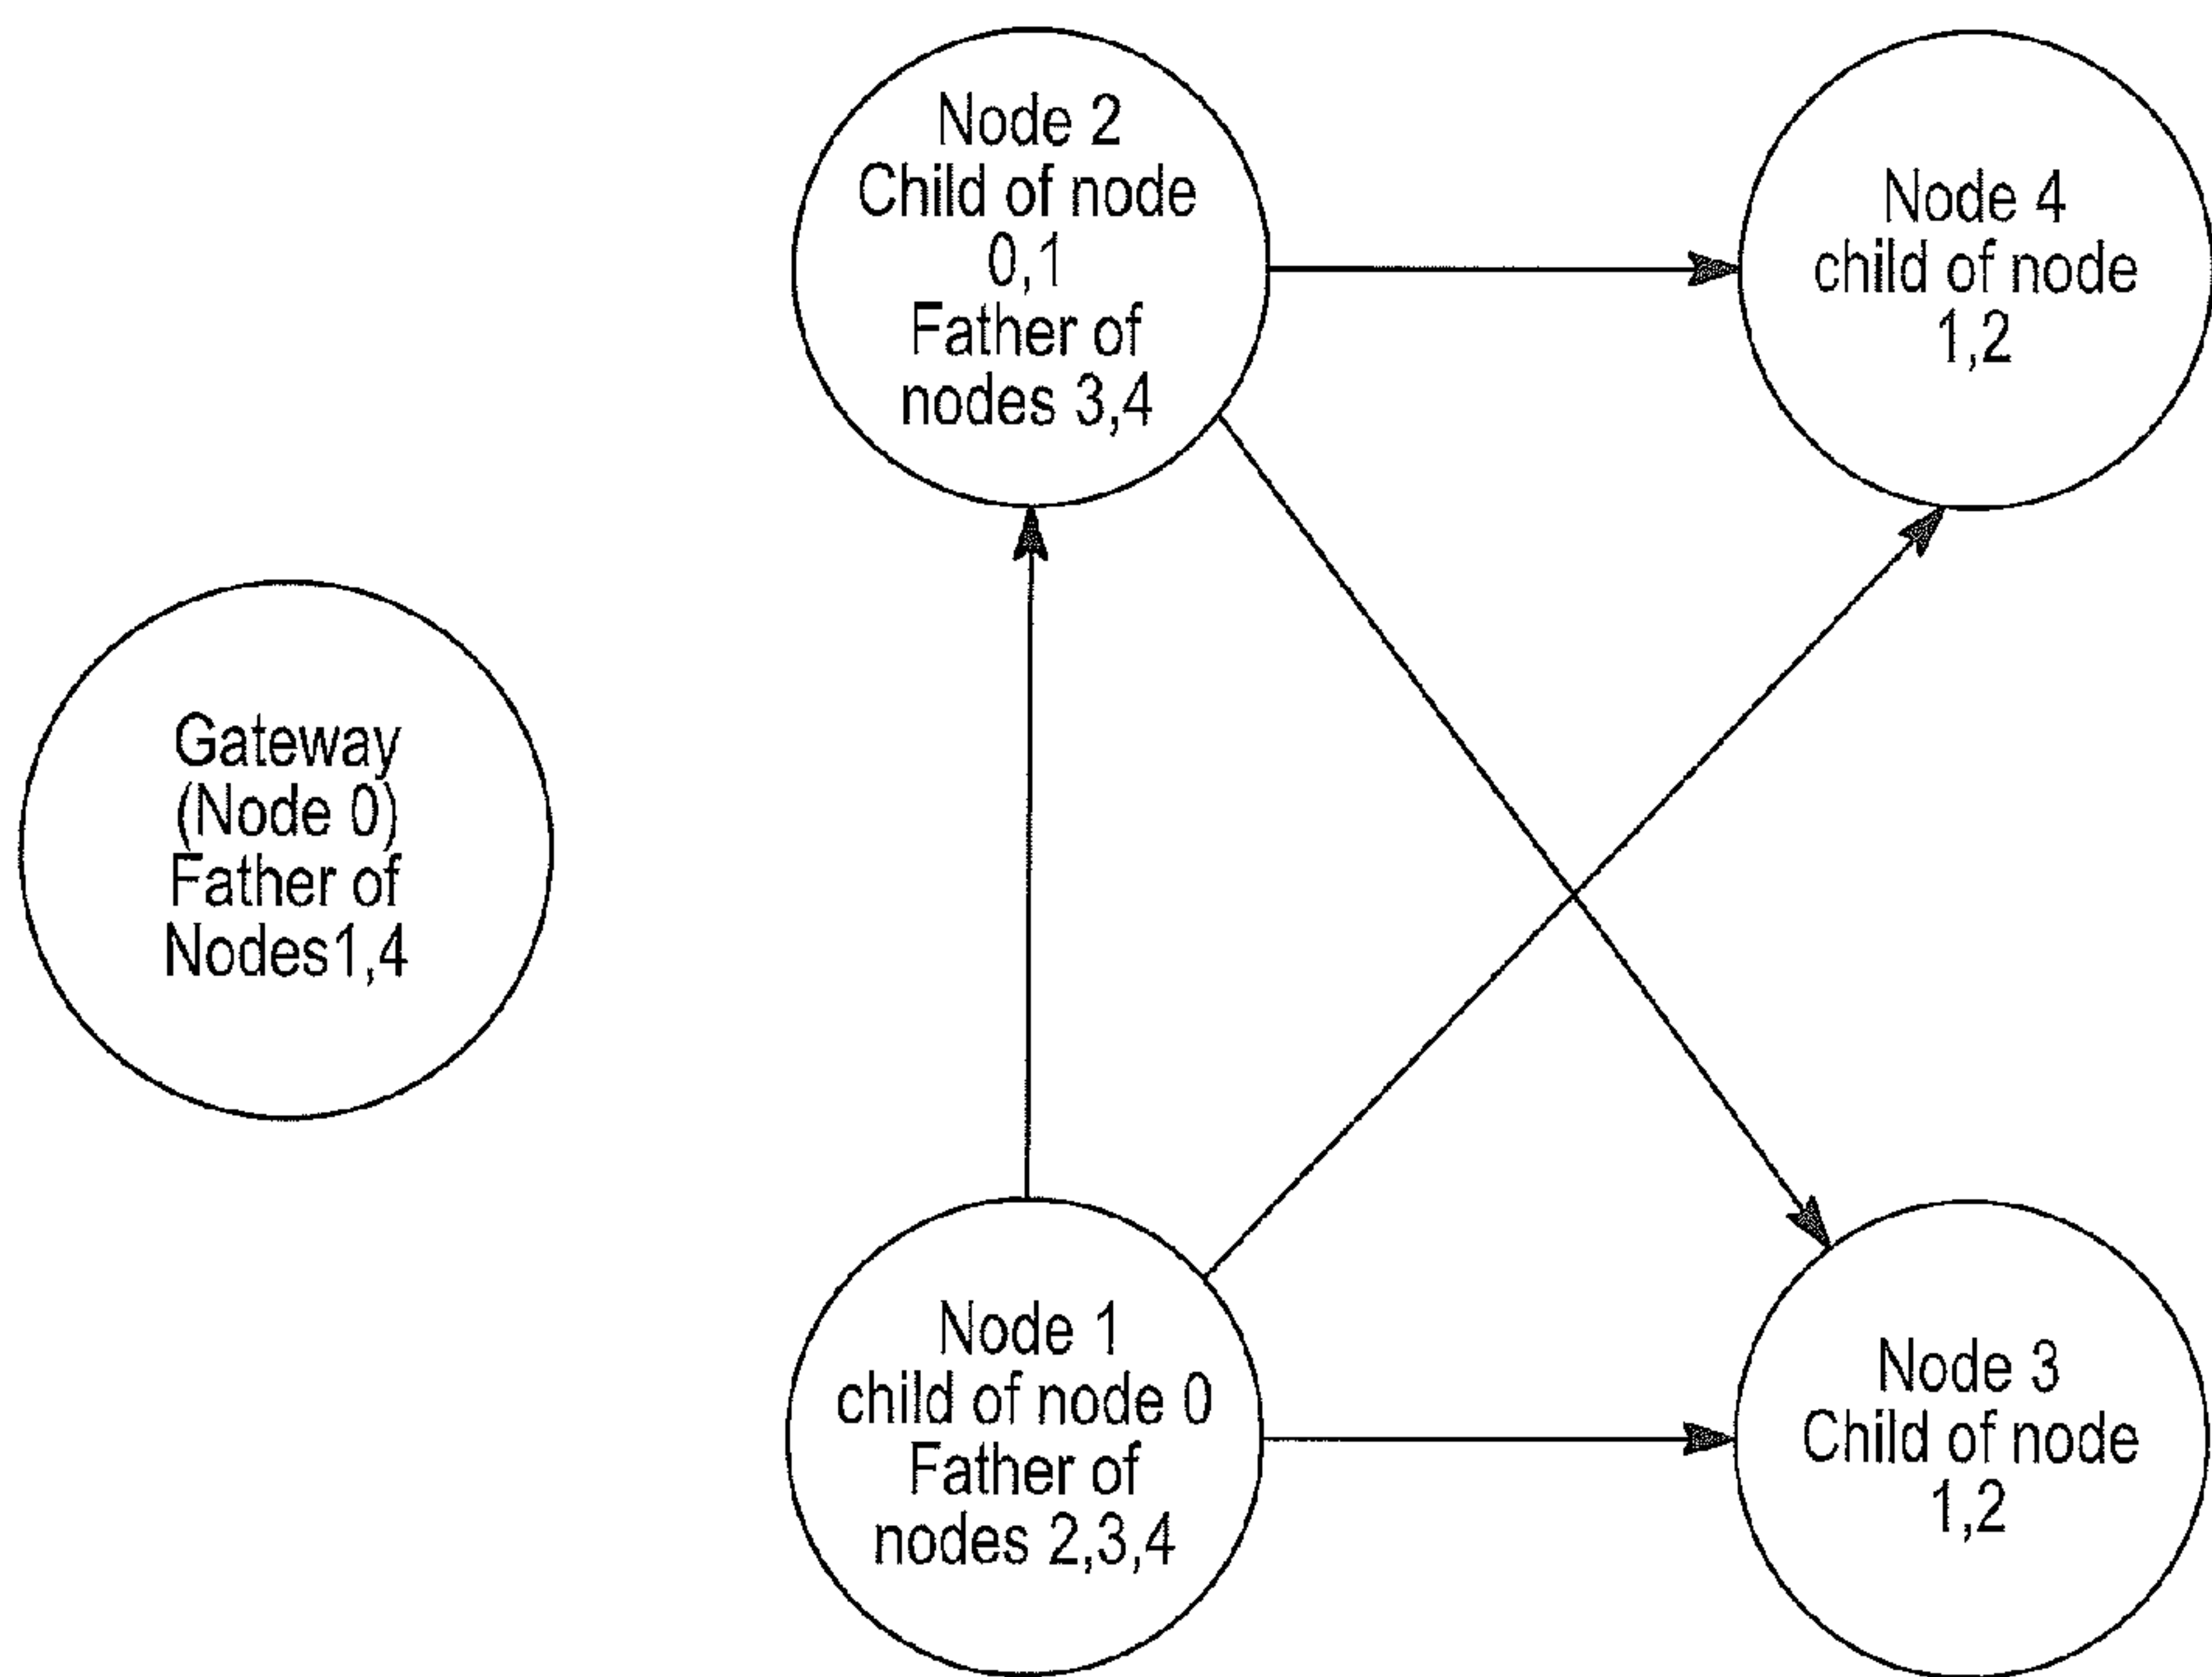 Node 2
Child of node
0,1
Father of
nodes 3,4
Node 4
child of node
1,2
Gateway
(Node 0)
Father of
Nodes1,4
Node 1
child of node 0
Father of
nodes 2,3,4
Node 3
Child of node
1,2